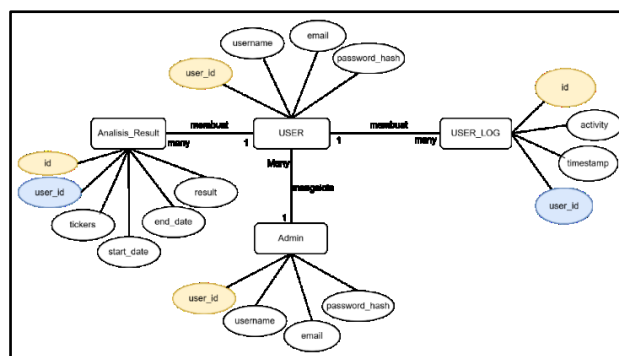 email
username
password_hash
user_id
id
Analisis_Result
membuat
USER
membuat
USER_LOG
many
1
1
many
activity
timestamp
user_id
id
user_id
result
tickers
end_date
start_date
Many
mengelola
1
Admin
user_id
password_hash
username
email